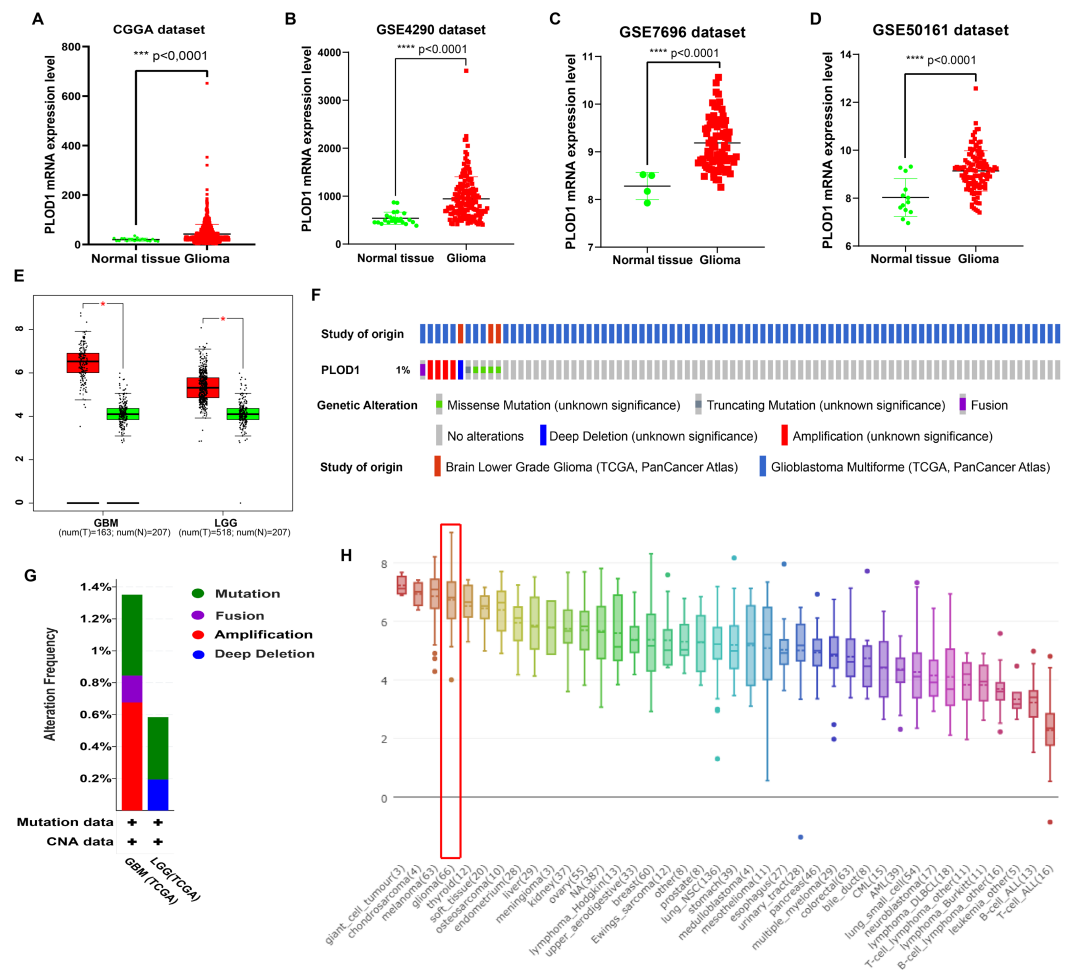 A
CGGA dataset
*** p<0,0001
PLOD1 mRNA expression level
800
600
400
200
0
Normal tissue Glioma
B
GSE4290 dataset
**** p<0.0001
PLOD1 mRNA expression level
4000
3000
2000
1000
0
Normal tissue Glioma
C
GSE7696 dataset
**** p<0.0001
PLOD1 mRNA expression level
11
10
9
8
7
Normal tissue Glioma
D
GSE50161 dataset
**** p<0.0001
PLOD1 mRNA expression level
14
12
10
8
6
Normal tissue Glioma
E
8
6
4
2
0
*
*
GBM
(num(T)=163; num(N)=207)
LGG
(num(T)=518; num(N)=207)
F
Study of origin
PLOD1 1%
Genetic Alteration Missense Mutation (unknown significance) Truncating Mutation (unknown significance) Fusion
No alterations Deep Deletion (unknown significance) Amplification (unknown significance)
Study of origin Brain Lower Grade Glioma (TCGA, PanCancer Atlas) Glioblastoma Multiforme (TCGA, PanCancer Atlas)
G
Alteration Frequency
1.4%
1.2%
1%
0.8%
0.6%
0.4%
0.2%
Mutation
Fusion
Amplification
Deep Deletion
Mutation data + +
CNA data + +
GBM (TCGA)
LGG(TCGA)
H
8
6
4
2
0
giant_cell_tumour(3)
chondrosarcoma(4)
melanoma(63)
glioma(66)
thyroid(12)
soft_tissue(20)
osteosarcoma(10)
endometrium(28)
liver(29)
meningioma(3)
kidney(37)
ovary(55)
NA(387)
lymphoma_Hodgkin(13)
upper_aerodigestive(33)
breast(60)
Ewings_sarcoma(12)
other(8)
prostate(8)
lung_NSC(136)
stomach(39)
medulloblastoma(4)
mesothelioma(11)
esophagus(27)
urinary_tract(28)
pancreas(46)
multiple_myeloma(29)
colorectal(63)
bile_duct(8)
CML(15)
AML(39)
lung_small_cell(54)
neuroblastoma(17)
lymphoma_DLBCL(18)
T-cell_lymphoma_other(11)
lymphoma_Burkitt(11)
B-cell_lymphoma_other(16)
leukemia_other(5)
B-cell_ALL(13)
T-cell_ALL(16)